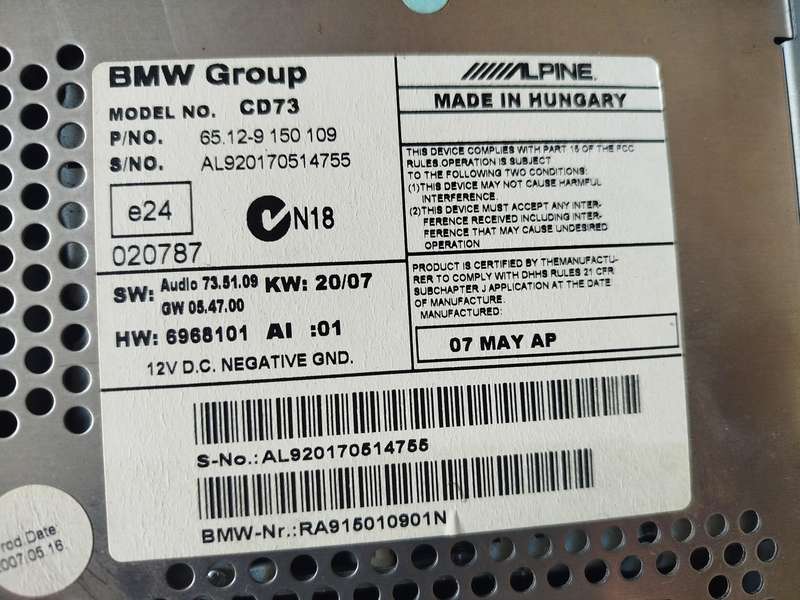 BMW Group
MODEL NO. CD73
P/NO. 65.12-9 150 109
S/NO. AL920170514755
e24
N18
020787
SW: Audio 73.51.09 KW: 20/07
GW 05.47.00
HW: 6968101 AI :01
12V D.C. NEGATIVE GND.
ALPINE
MADE IN HUNGARY
THIS DEVICE COMPLIES WITH PART 15 OF THE FCC
RULES.OPERATION IS SUBJECT
TO THE FOLLOWING TWO CONDITIONS:
(1)THIS DEVICE MAY NOT CAUSE HARMFUL
INTERFERENCE.
(2)THIS DEVICE MUST ACCEPT ANY INTER-
FERENCE RECEIVED INCLUDING INTER-
FERENCE THAT MAY CAUSE UNDESIRED
OPERATION
PRODUCT IS CERTIFIED BY THEMANUFACTU-
RER TO COMPLY WITH DHHS RULES 21 CFR
SUBCHAPTER J APPLICATION AT THE DATE
OF MANUFACTURE.
MANUFACTURED:
07 MAY AP
S-No.:AL920170514755
BMW-Nr.:RA915010901N
rod Date:
007.05.16